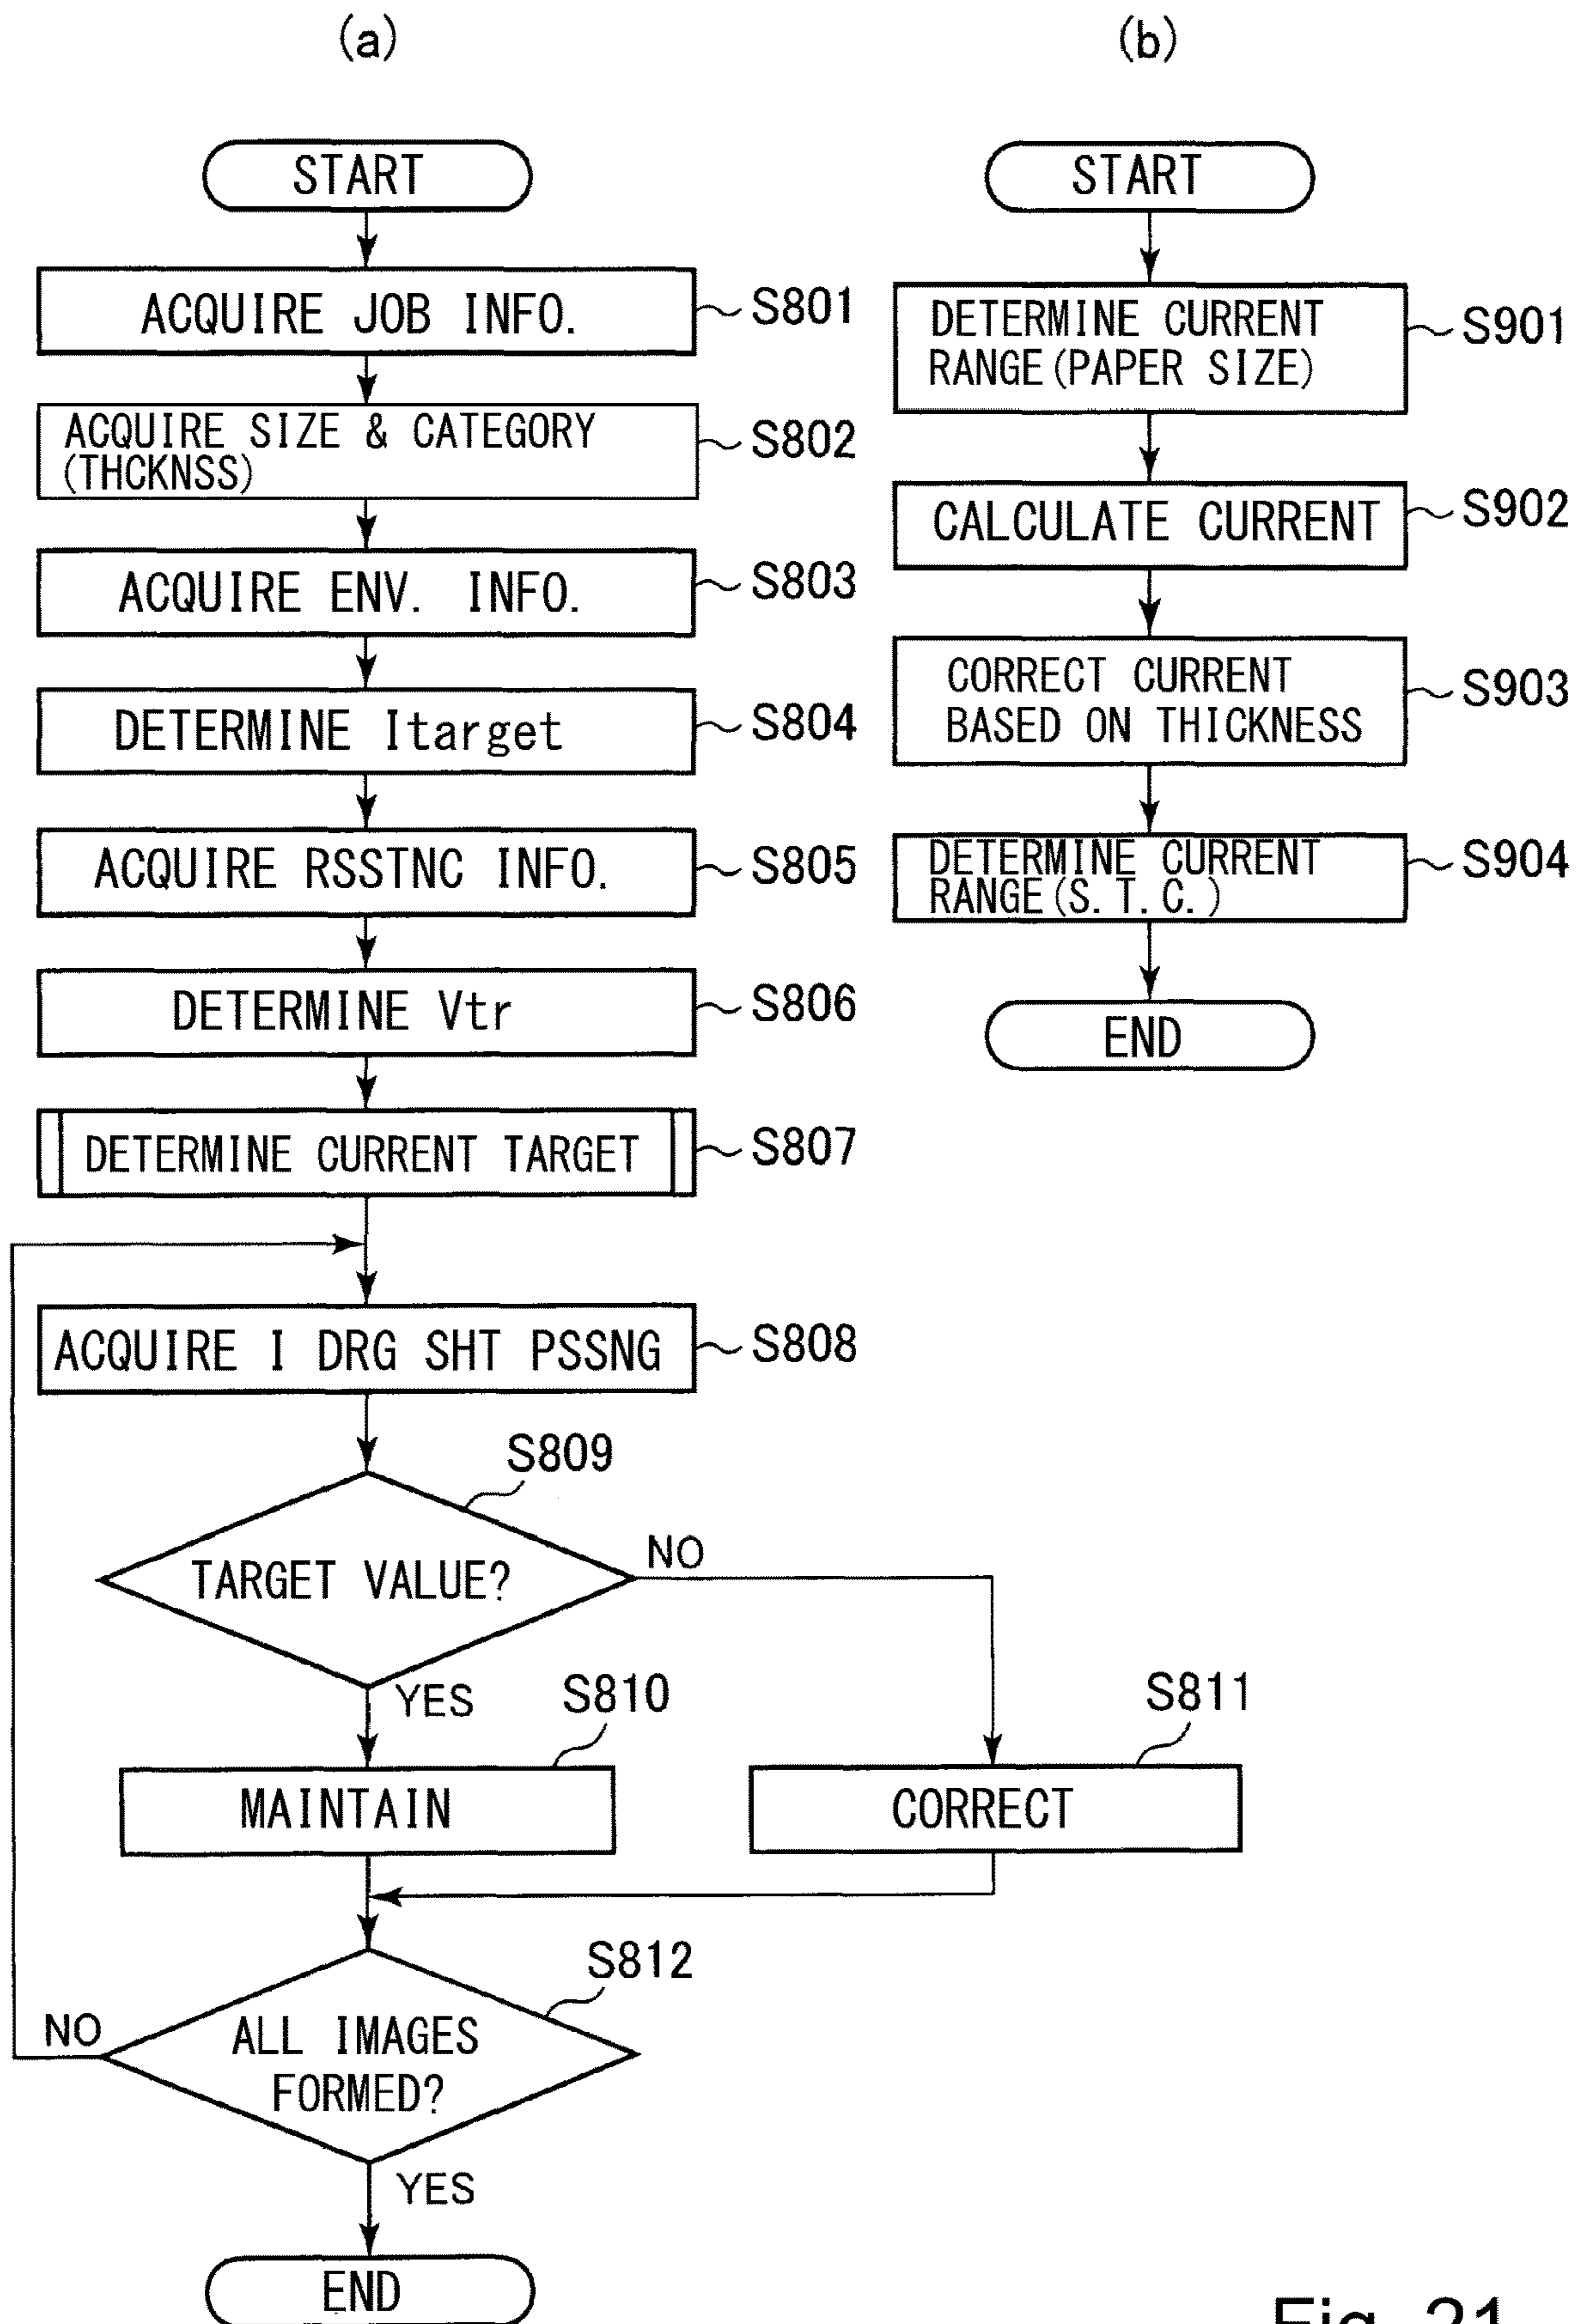 (a)
START
ACQUIRE JOB INFO.
S801
ACQUIRE SIZE & CATEGORY
(THCKNSS)
S802
ACQUIRE ENV. INFO.
S803
DETERMINE Itarget
S804
ACQUIRE RSSTNC INFO.
S805
DETERMINE Vtr
S806
DETERMINE CURRENT TARGET
S807
ACQUIRE I DRG SHT PSSNG
S808
S809
TARGET VALUE?
NO
YES
S810
MAINTAIN
S811
CORRECT
S812
ALL IMAGES
FORMED?
NO
YES
END
(b)
START
DETERMINE CURRENT
RANGE(PAPER SIZE)
S901
CALCULATE CURRENT
S902
CORRECT CURRENT
BASED ON THICKNESS
S903
DETERMINE CURRENT
RANGE(S.T.C.)
S904
END
Fig. 21